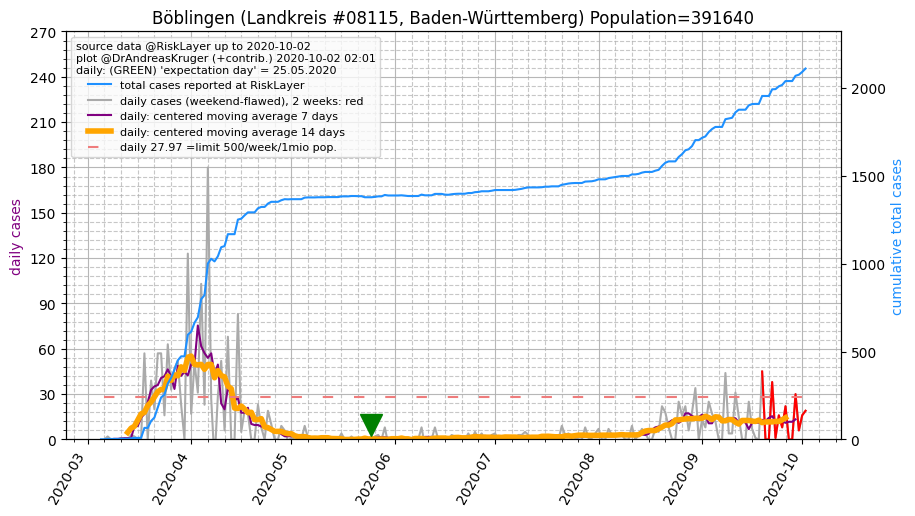 Böblingen (Landkreis #08115, Baden-Württemberg) Population=391640
source data @RiskLayer up to 2020-10-02
plot @DrAndreasKruger (+contrib.) 2020-10-02 02:01
daily: (GREEN) 'expectation day' = 25.05.2020
total cases reported at RiskLayer
daily cases (weekend-flawed), 2 weeks: red
daily: centered moving average 7 days
daily: centered moving average 14 days
daily 27.97 =limit 500/week/1mio pop.
daily cases
270
240
210
180
150
120
90
60
30
0
cumulative total cases
2000
1500
1000
500
0
2020-03
2020-04
2020-05
2020-06
2020-07
2020-08
2020-09
2020-10